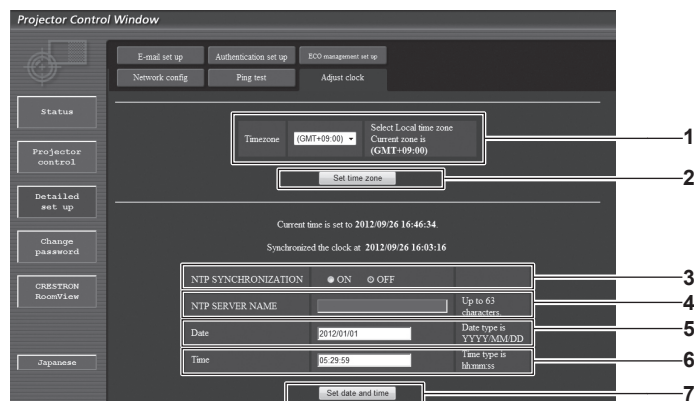 Projector Control Window
E-mail set up
Authentication set up
ECO management set up
Network config
Ping test
Adjust clock
Status
Projector
control
Detailed
set up
Change
password
CRESTRON
RoomView
Japanese
Timezone
(GMT+09:00)
Select Local time zone
Current zone is
(GMT+09:00)
1
Set time zone
2
Current time is set to 2012/09/26 16:46:34.
Synchronized the clock at 2012/09/26 16:03:16
NTP SYNCHRONIZATION
ON
OFF
3
NTP SERVER NAME
Up to 63
characters.
4
Date
2012/01/01
Date type is
YYYY/MM/DD
5
Time
05:29:59
Time type is
hh:mm:ss
6
Set date and time
7